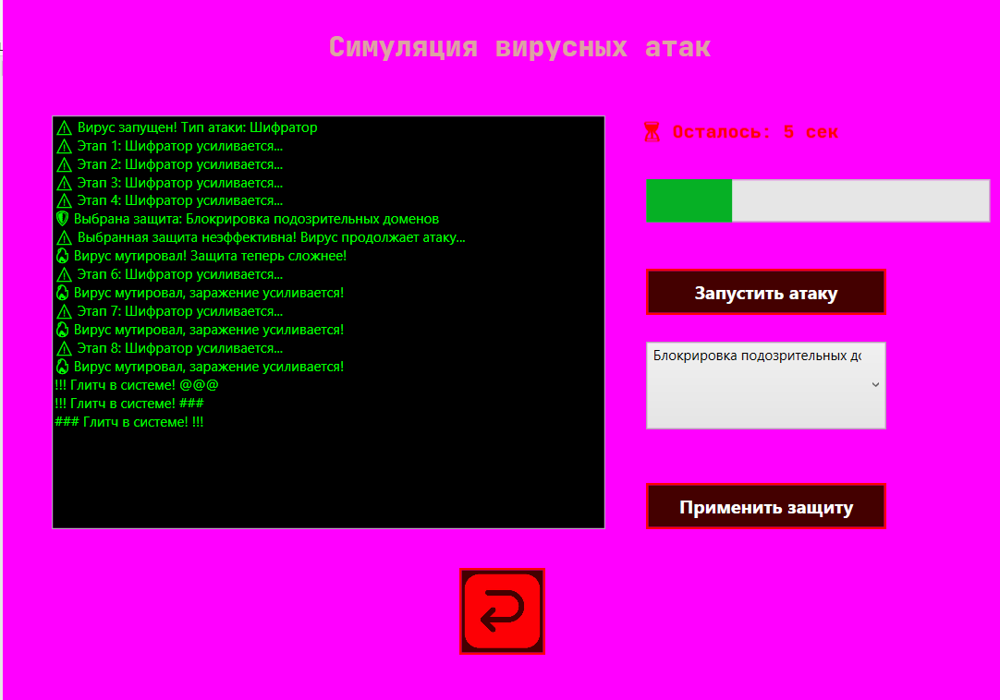 Симуляция вирусных атак
⚠ Вирус запущен! Тип атаки: Шифратор
⚠ Этап 1: Шифратор усиливается...
⚠ Этап 2: Шифратор усиливается...
⚠ Этап 3: Шифратор усиливается...
⚠ Этап 4: Шифратор усиливается...
🛡 Выбрана защита: Блокрировка подозрительных доменов
⚠ Выбранная защита неэффективна! Вирус продолжает атаку...
🔥 Вирус мутировал! Защита теперь сложнее!
⚠ Этап 6: Шифратор усиливается...
🔥 Вирус мутировал, заражение усиливается!
⚠ Этап 7: Шифратор усиливается...
🔥 Вирус мутировал, заражение усиливается!
⚠ Этап 8: Шифратор усиливается...
🔥 Вирус мутировал, заражение усиливается!
!!! Глитч в системе! @@@
!!! Глитч в системе! ###
### Глитч в системе! !!!
⏳ Осталось: 5 сек
Запустить атаку
Блокрировка подозрительных
Применить защиту